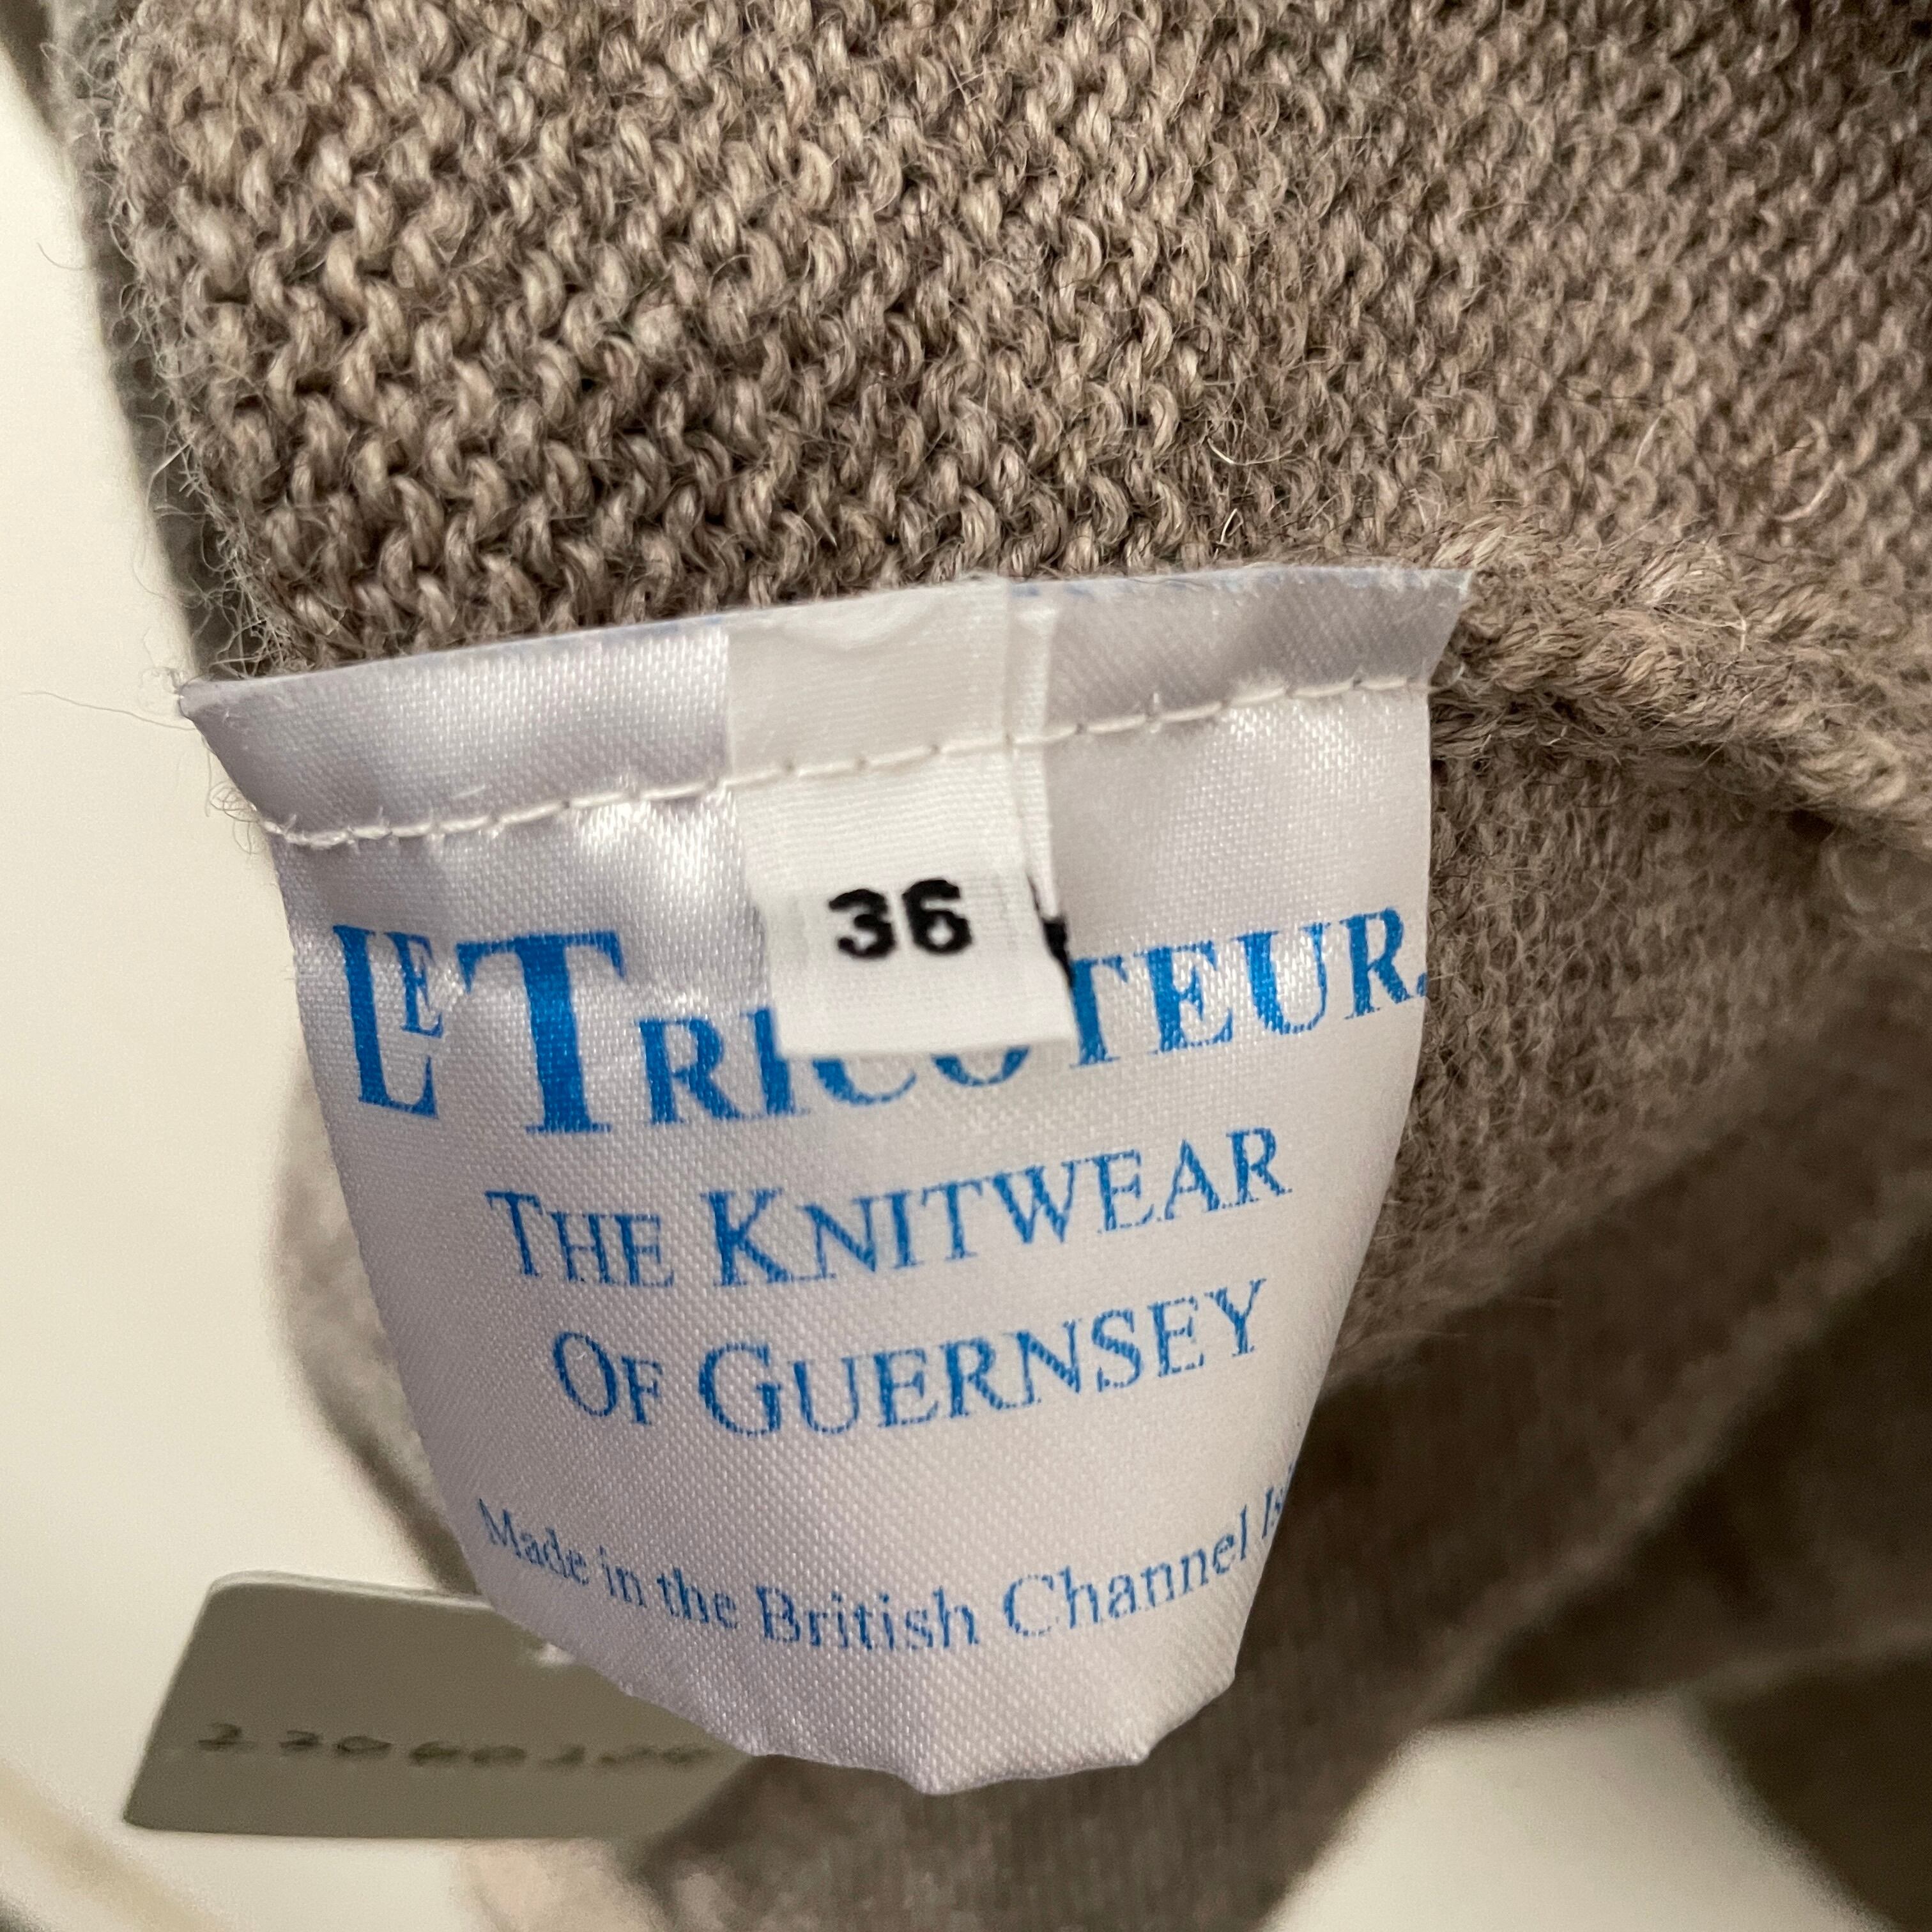 36
LE TRICOTEUR
THE KNITWEAR
OF GUERNSEY
Made in the British Channel